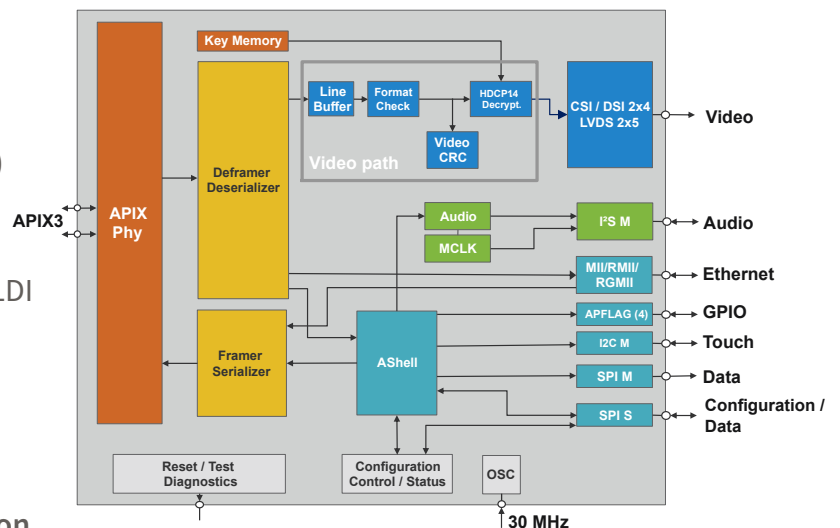 )
LDI
on
APIX3
APIX
Phy
Key Memory
Deframer
Deserializer
Framer
Serializer
Line
Buffer
Format
Check
HDCP14
Decrypt.
Video
CRC
Video path
CSI / DSI 2x4
LVDS 2x5
Video
Audio
MCLK
I²S M
Audio
MII/RMII/
RGMII
Ethernet
AShell
APFLAG (4)
GPIO
I2C M
Touch
SPI M
Data
SPI S
Configuration /
Data
Reset / Test
Diagnostics
Configuration
Control / Status
OSC
30 MHz